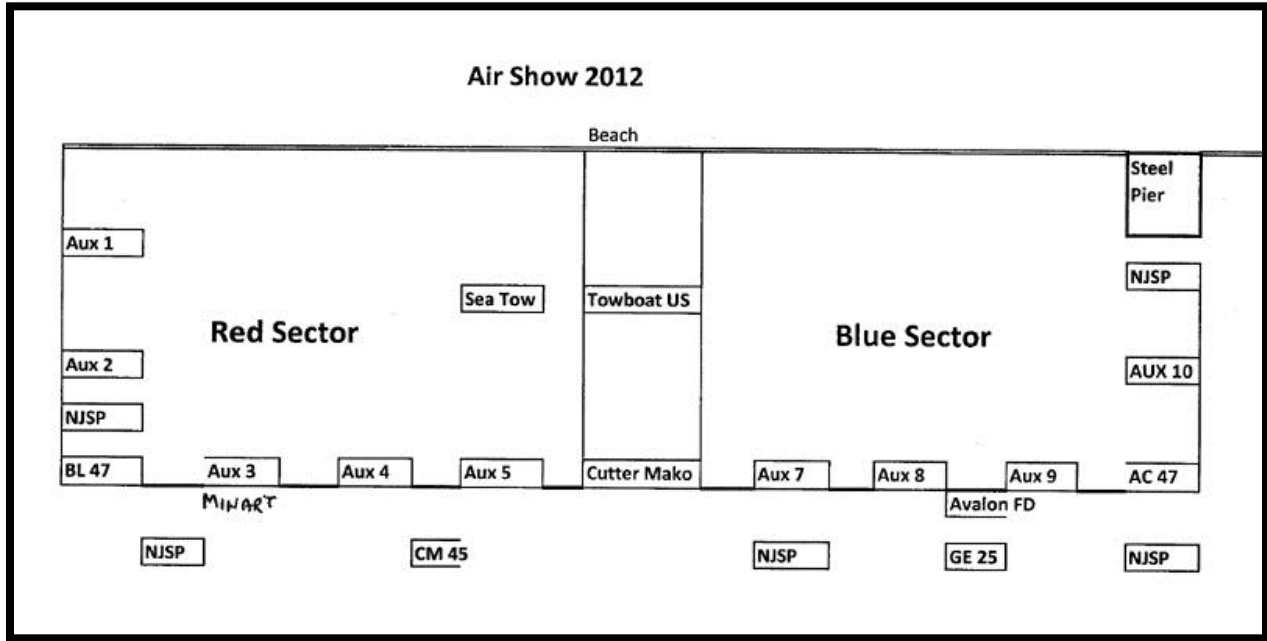 Air Show 2012
Beach
Steel
Pier
Aux 1
NJSP
Sea Tow
Towboat US
Red Sector
Blue Sector
Aux 2
AUX 10
NJSP
BL 47
Aux 3
Aux 4
Aux 5
Cutter Mako
Aux 7
Aux 8
Aux 9
AC 47
MINART
Avalon FD
NJSP
CM 45
NJSP
GE 25
NJSP